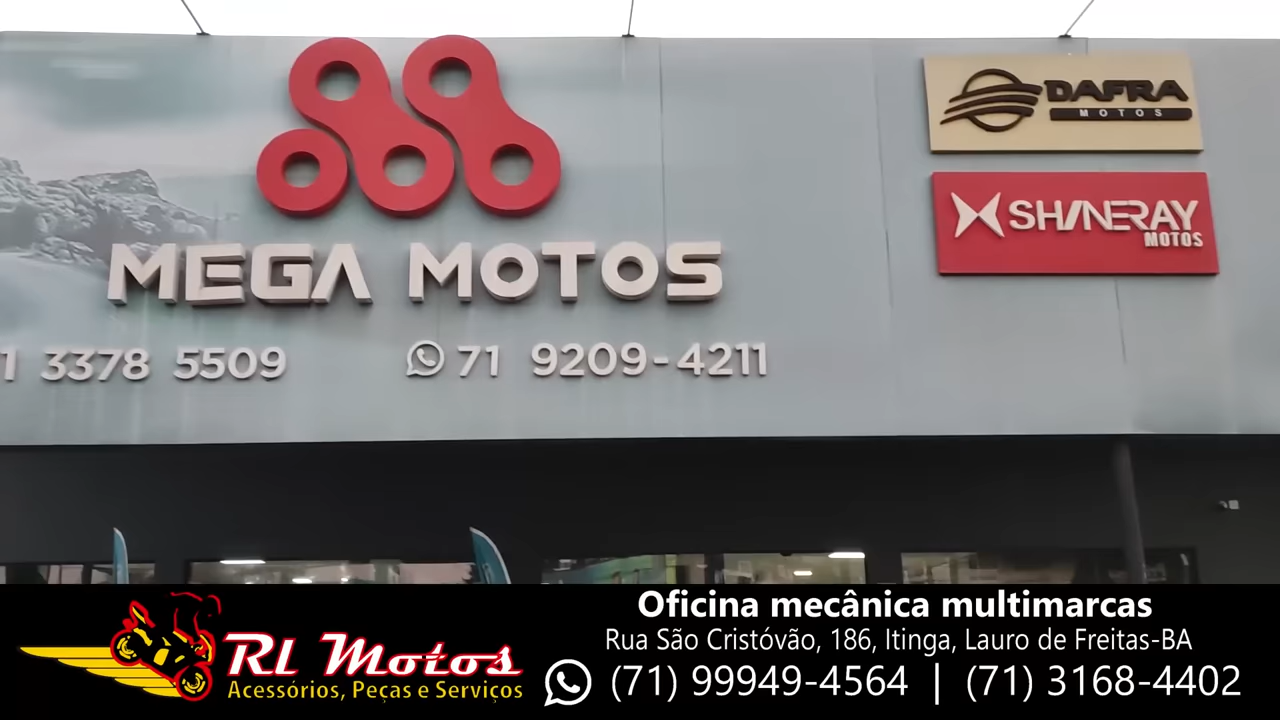 MEGA MOTOS
1 3378 5509
71 9209-4211
DAFRA
MOTOS
SHINERAY
MOTOS
RL Motos
Acessórios, Peças e Serviços
Oficina mecânica multimarcas
Rua São Cristóvão, 186, Itinga, Lauro de Freitas-BA
(71) 99949-4564 | (71) 3168-4402